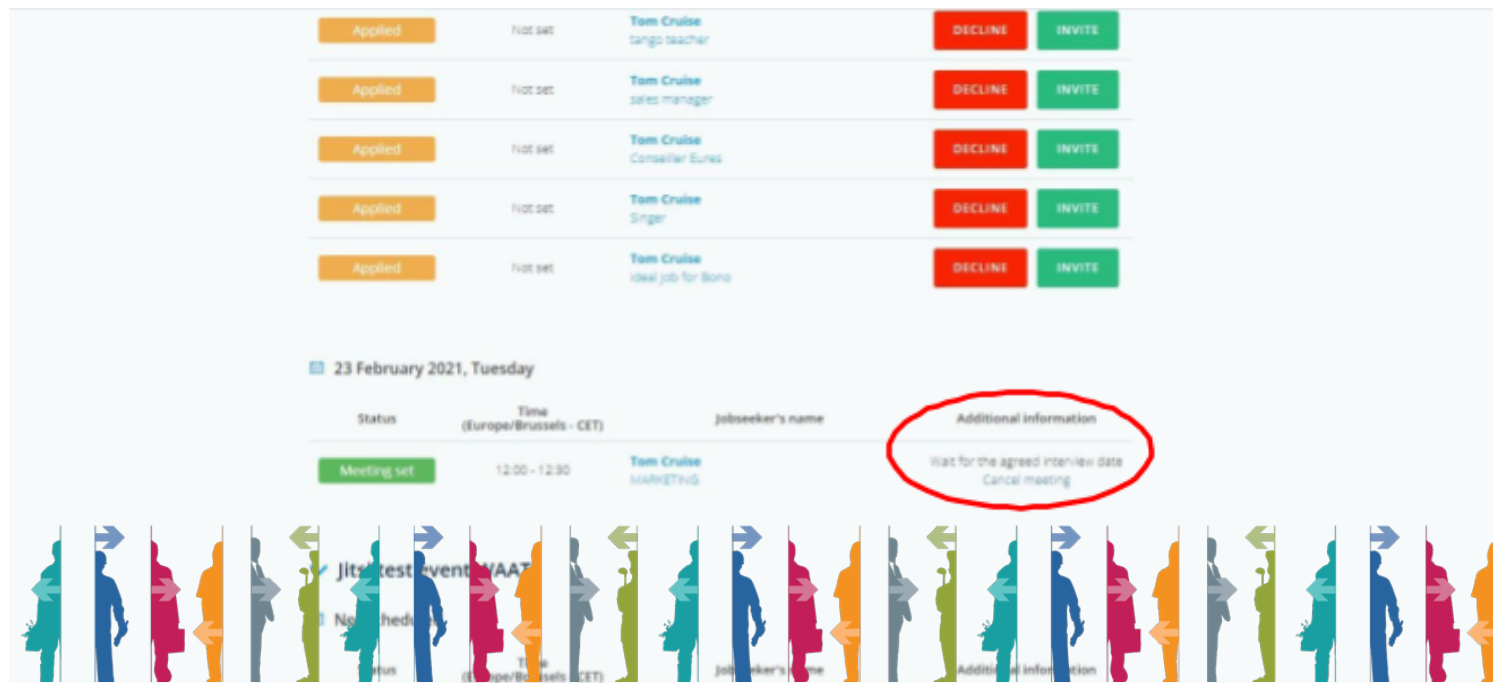 Applied Not set Tom Cruise DECLINE INVITE
tango teacher
Applied Not set Tom Cruise DECLINE INVITE
sales manager
Applied Not set Tom Cruise DECLINE INVITE
Conseiller Eures
Applied Not set Tom Cruise DECLINE INVITE
Singer
Applied Not set Tom Cruise DECLINE INVITE
ideal job for Bono
23 February 2021, Tuesday
Status Time Jobseeker's name Additional information
(Europe/Brussels - CET)
Meeting set 12:00 - 12:30 Tom Cruise Wait for the agreed interview date
MARKETING Cancel meeting
test event
Additional information